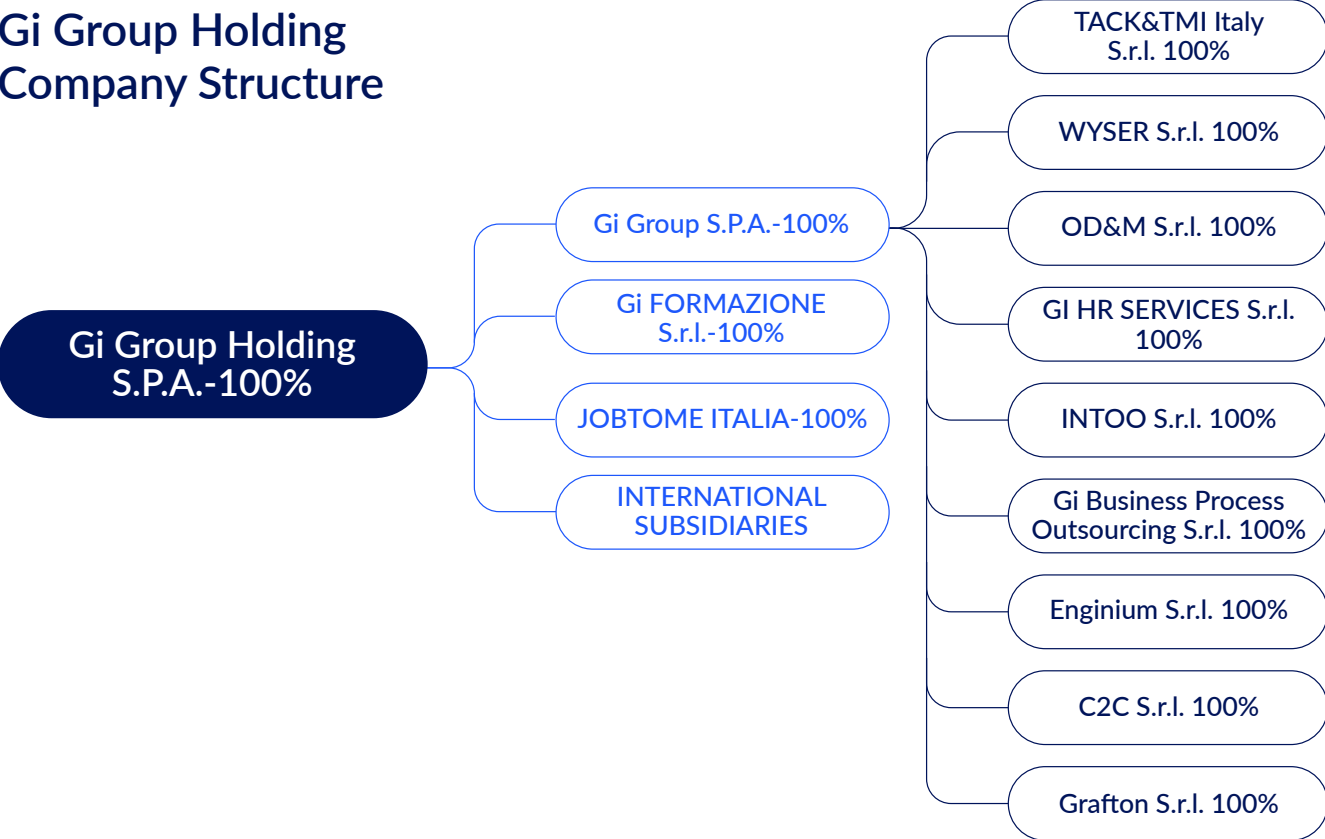 Gi Group Holding
Company Structure
Gi Group Holding
S.P.A.-100%
Gi Group S.P.A.-100%
Gi FORMAZIONE
S.r.l.-100%
JOBTOME ITALIA-100%
INTERNATIONAL
SUBSIDIARIES
TACK&TMI Italy
S.r.l. 100%
WYSER S.r.l. 100%
OD&M S.r.l. 100%
GI HR SERVICES S.r.l.
100%
INTOO S.r.l. 100%
Gi Business Process
Outsourcing S.r.l. 100%
Enginium S.r.l. 100%
C2C S.r.l. 100%
Grafton S.r.l. 100%